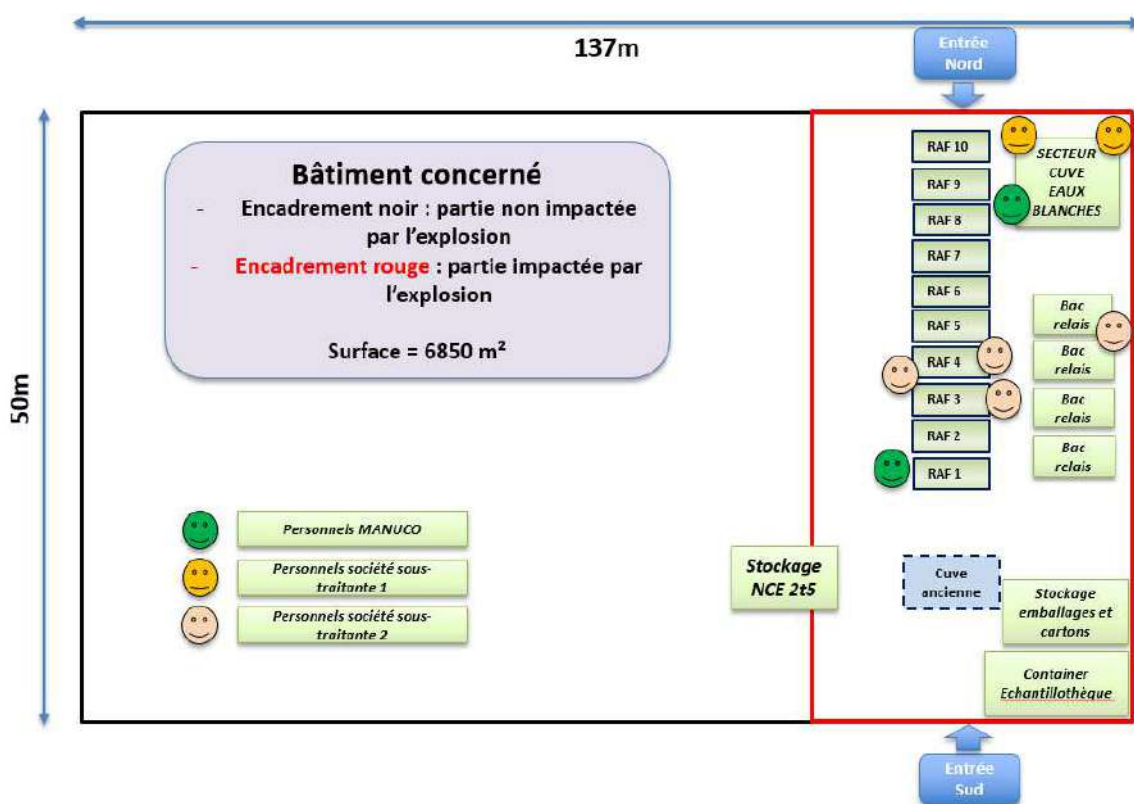 137m
Entrée
Nord
50m
Bâtiment concerné
- Encadrement noir : partie non impactée
par l'explosion
- Encadrement rouge : partie impactée par
l'explosion
Surface = 6850 m²
RAF 10
RAF 9
RAF 8
RAF 7
RAF 6
RAF 5
RAF 4
RAF 3
RAF 2
RAF 1
SECTEUR
CUVE
EAUX
BLANCHES
Bac
relais
Bac
relais
Bac
relais
Bac
relais
Personnels MANUCO
Personnels société sous-
traitante 1
Personnels société sous-
traitante 2
Stockage
NCE 2t5
Cuve
ancienne
Stockage
emballages et
cartons
Container
Echantillothèque
Entrée
Sud